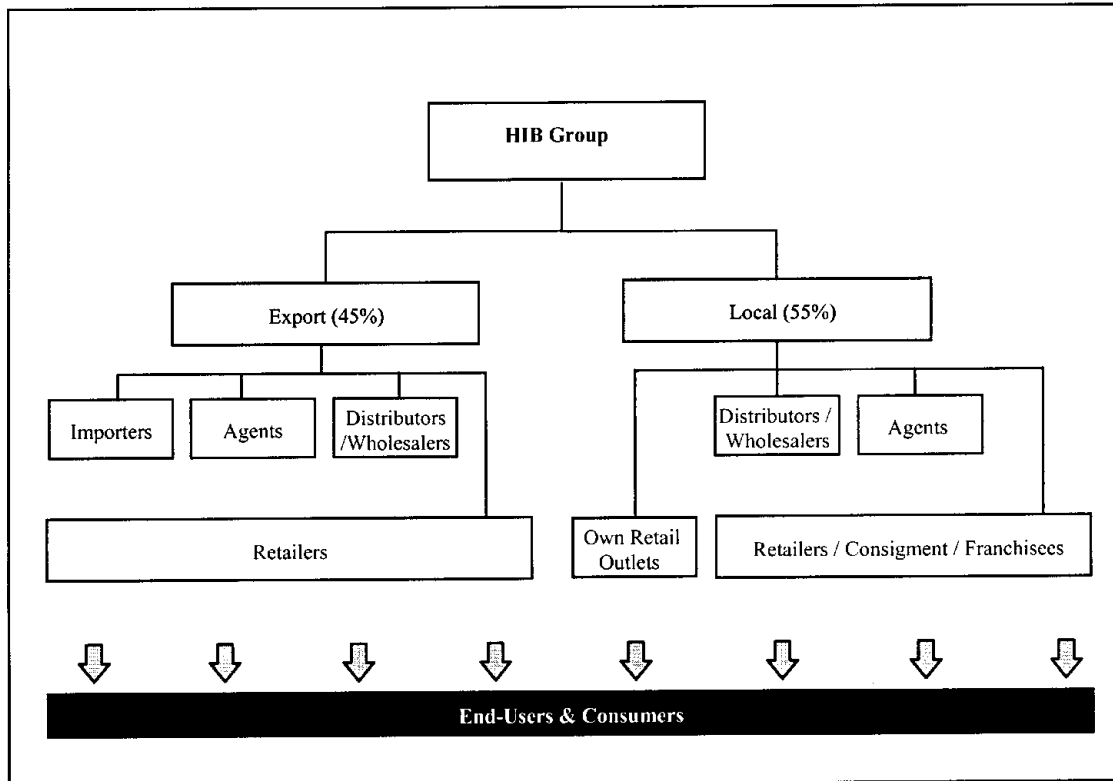 HIB Group
Export (45%)
Local (55%)
Importers
Agents
Distributors
/Wholesalers
Distributors /
Wholesalers
Agents
Retailers
Own Retail
Outlets
Retailers / Consigment / Franchisees
End-Users & Consumers